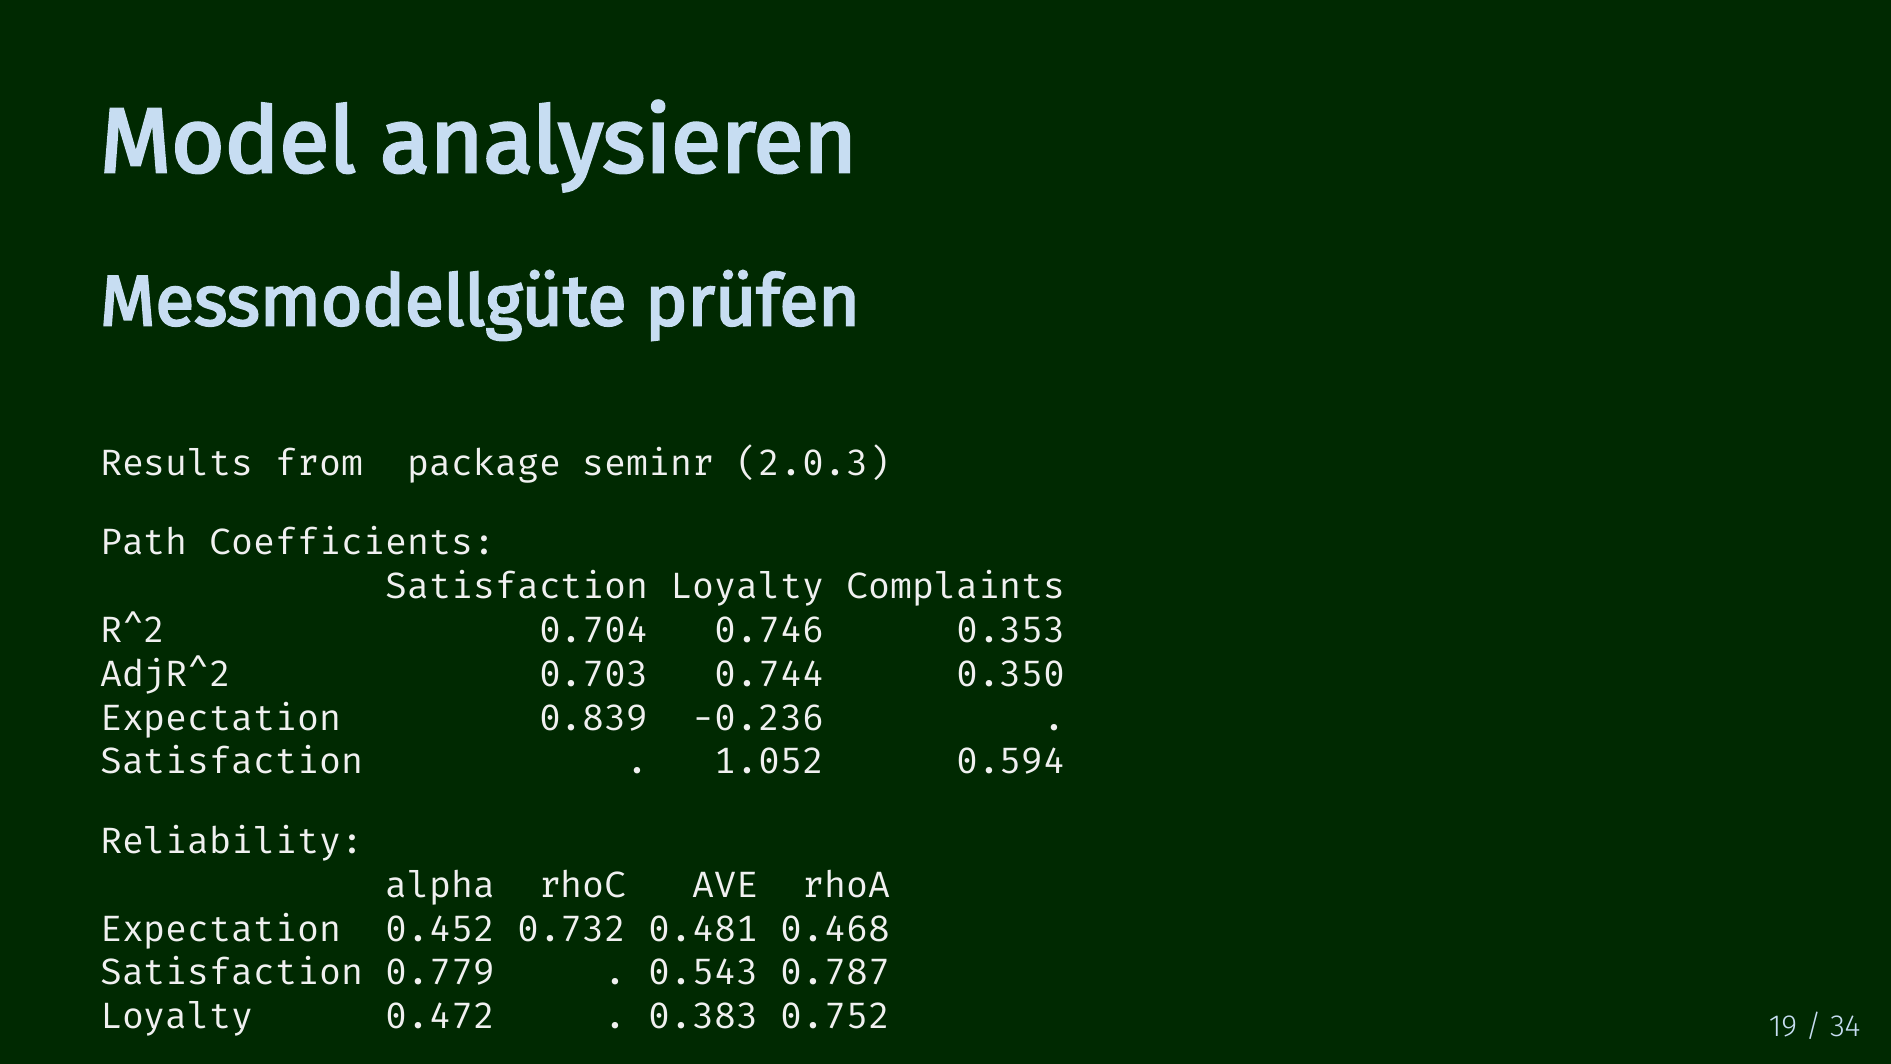 Model analysieren
Messmodellgüte prüfen
Results from  package seminr (2.0.3)
Path Coefficients:
             Satisfaction Loyalty Complaints
R^2                 0.704   0.746      0.353
AdjR^2              0.703   0.744      0.350
Expectation         0.839  -0.236          .
Satisfaction            .   1.052      0.594
Reliability:
             alpha  rhoC   AVE  rhoA
Expectation  0.452 0.732 0.481 0.468
Satisfaction 0.779     . 0.543 0.787
Loyalty      0.472     . 0.383 0.752
19 / 34